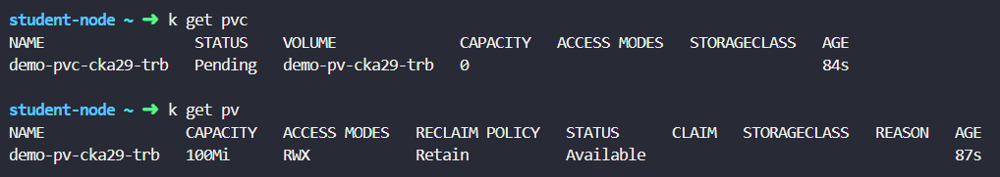 student-node ~ ➜ k get pvc
NAME STATUS VOLUME CAPACITY ACCESS MODES STORAGECLASS AGE
demo-pvc-cka29-trb Pending demo-pv-cka29-trb 0 84s
student-node ~ ➜ k get pv
NAME CAPACITY ACCESS MODES RECLAIM POLICY STATUS CLAIM STORAGECLASS REASON AGE
demo-pv-cka29-trb 100Mi RWX Retain Available 87s